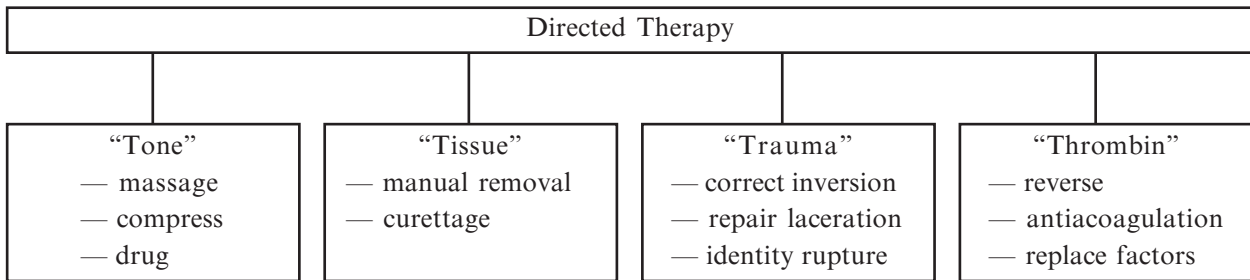 Directed Therapy
“Tone”
— massage
— compress
— drug
“Tissue”
— manual removal
— curettage
“Trauma”
— correct inversion
— repair laceration
— identity rupture
“Thrombin”
— reverse
— antiacoagulation
— replace factors